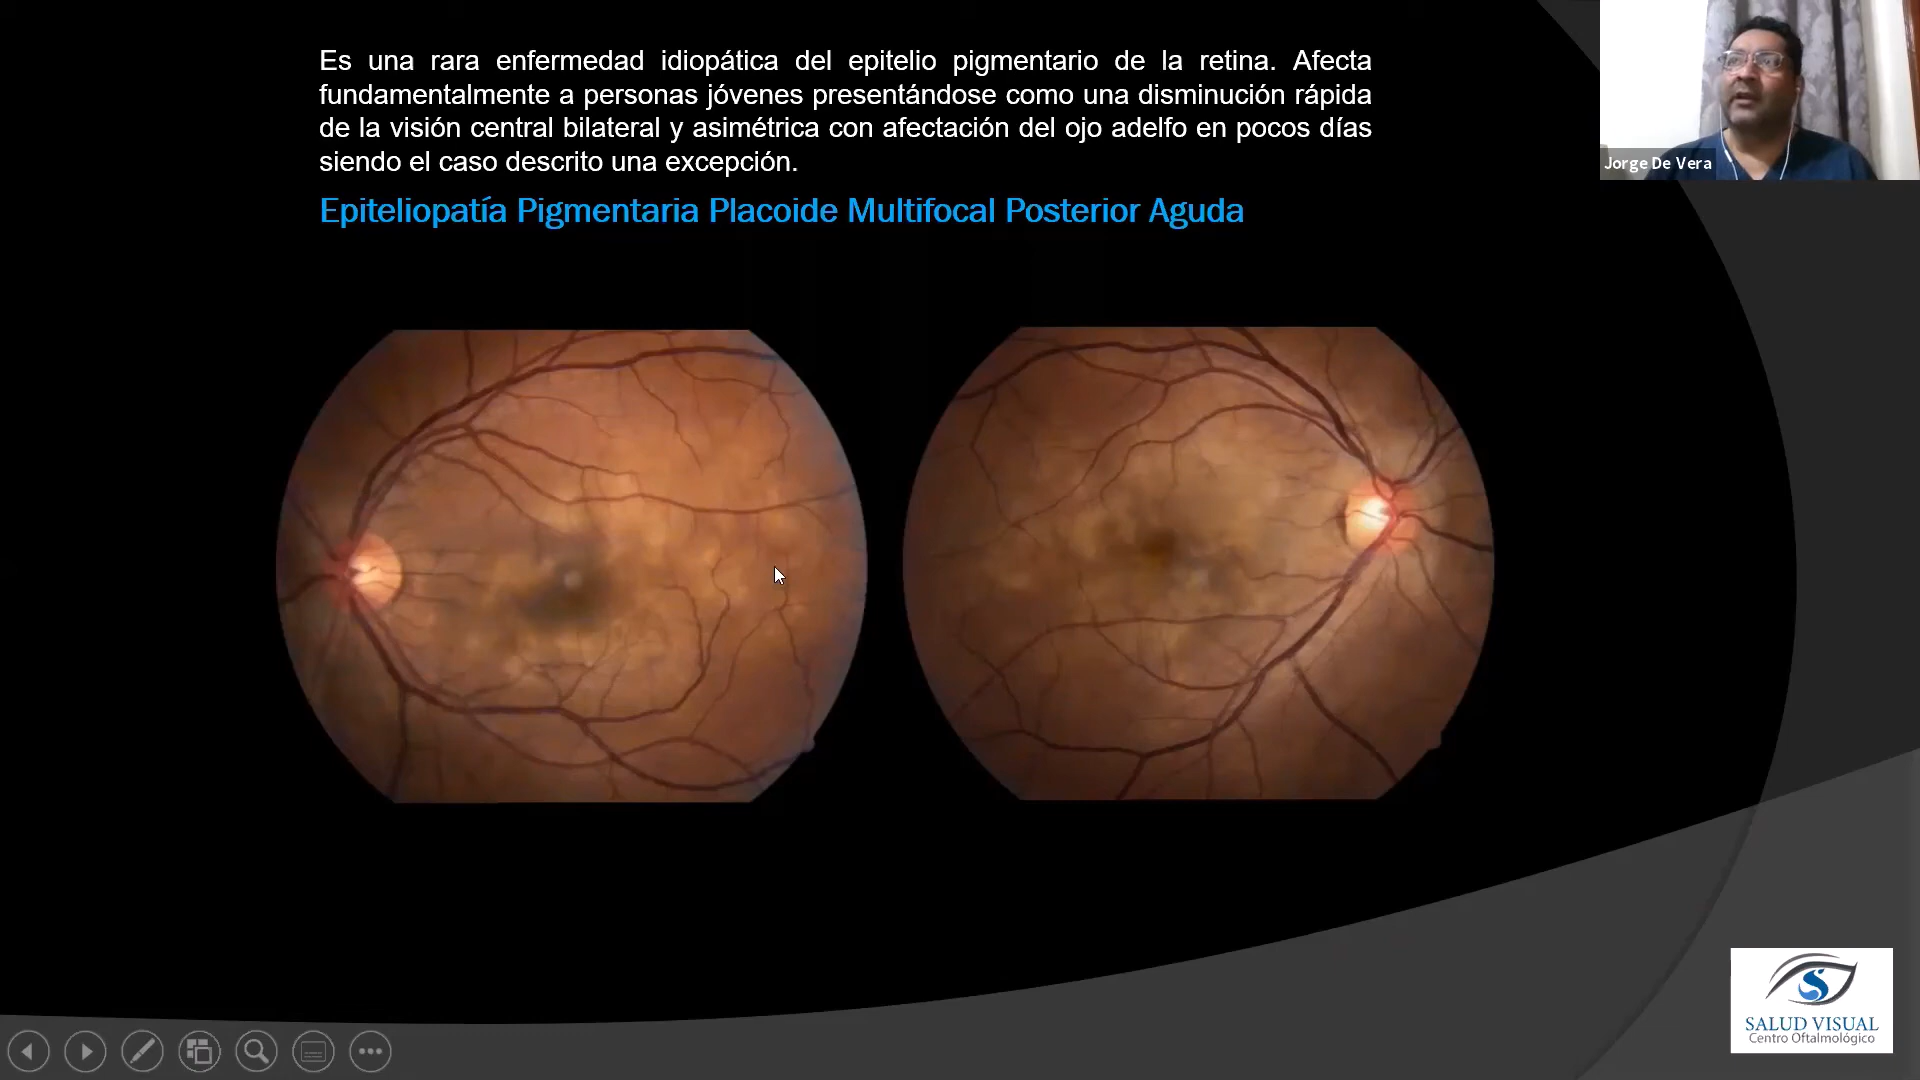 Es una rara enfermedad idiopática del epitelio pigmentario de la retina. Afecta
fundamentalmente a personas jóvenes presentándose como una disminución rápida
de la visión central bilateral y asimétrica con afectación del ojo adelfo en pocos días
siendo el caso descrito una excepción.
Epiteliopatía Pigmentaria Placoide Multifocal Posterior Aguda
Jorge De Vera
SALUD VISUAL
Centro Oftalmológico